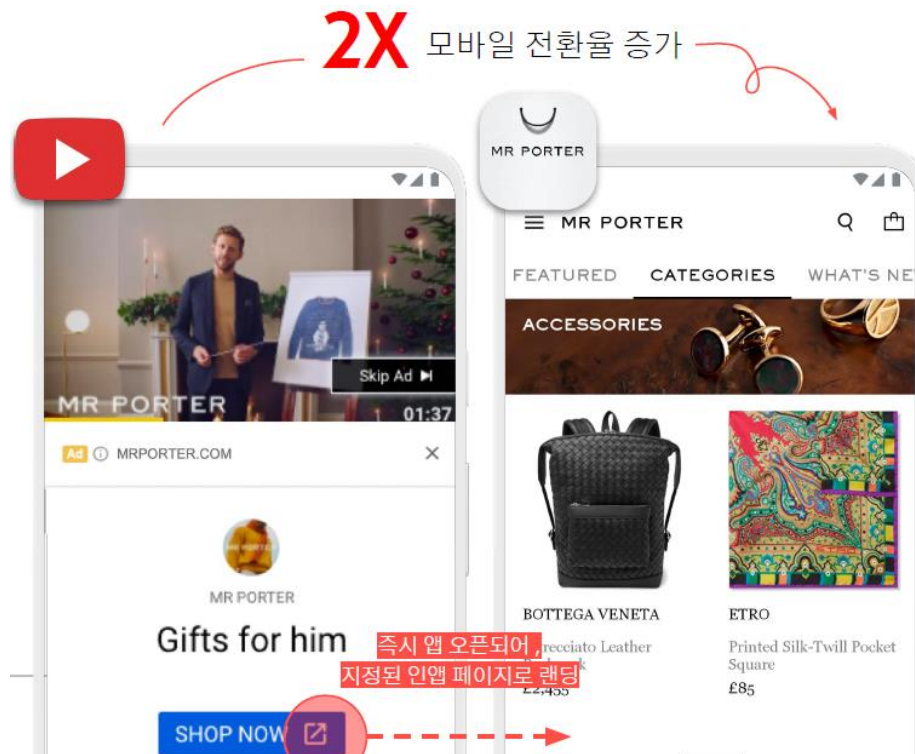 2X 모바일 전환율 증가
MR PORTER
Skip Ad
MR PORTER
01:37
Ad MRPORTER.COM
MR PORTER
Gifts for him
SHOP NOW
즉시 앱 오픈되어 ,
지정된 인앱 페이지로 랜딩
MR PORTER
FEATURED CATEGORIES WHAT'S NE
ACCESSORIES
BOTTEGA VENETA
Leather
£2,455
ETRO
Printed Silk-Twill Pocket
Square
£85